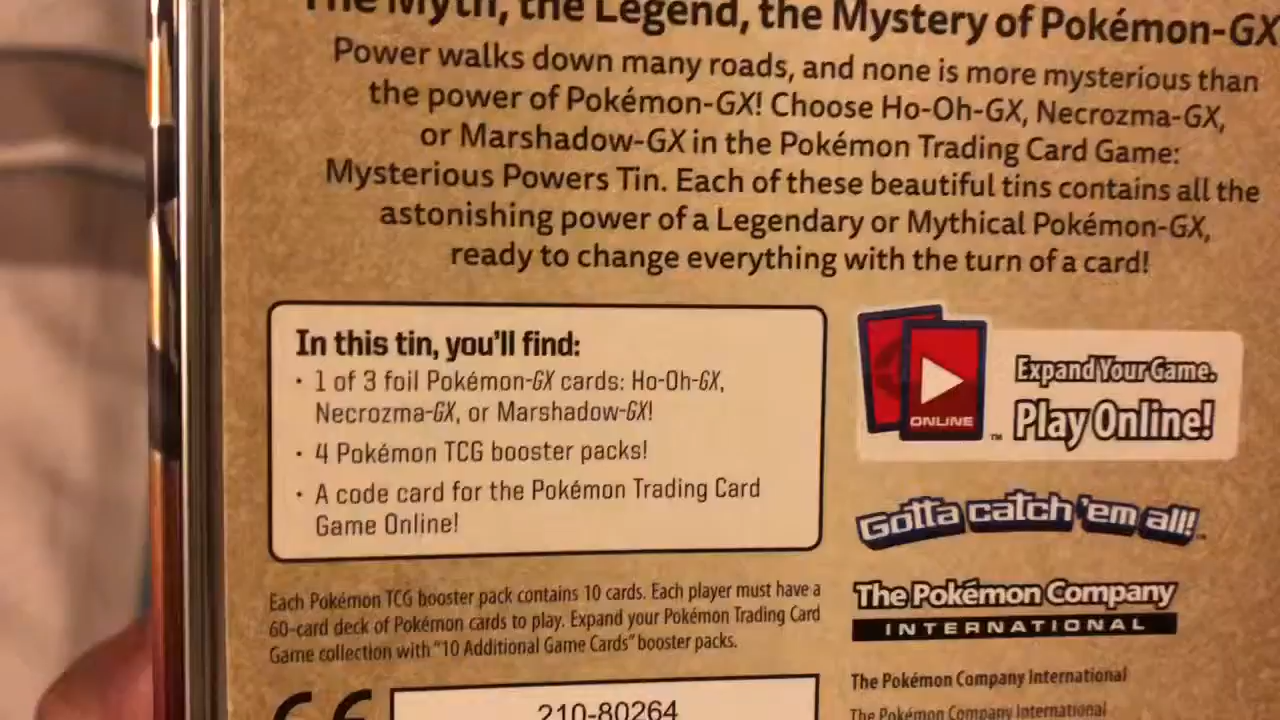 The Myth, the Legend, the Mystery of Pokémon-GX
Power walks down many roads, and none is more mysterious than
the power of Pokémon-GX! Choose Ho-Oh-GX, Necrozma-GX,
or Marshadow-GX in the Pokémon Trading Card Game:
Mysterious Powers Tin. Each of these beautiful tins contains all the
astonishing power of a Legendary or Mythical Pokémon-GX,
ready to change everything with the turn of a card!
In this tin, you'll find:
• 1 of 3 foil Pokémon-GX cards: Ho-Oh-GX,
Necrozma-GX, or Marshadow-GX!
• 4 Pokémon TCG booster packs!
• A code card for the Pokémon Trading Card
Game Online!
Each Pokémon TCG booster pack contains 10 cards. Each player must have a
60-card deck of Pokémon cards to play. Expand your Pokémon Trading Card
Game collection with "10 Additional Game Cards" booster packs.
CE
210-80264
ONLINE
™
Expand Your Game.
Play Online!
Gotta catch 'em all!™
The Pokémon Company
INTERNATIONAL
The Pokémon Company International
The Pokémon Company International